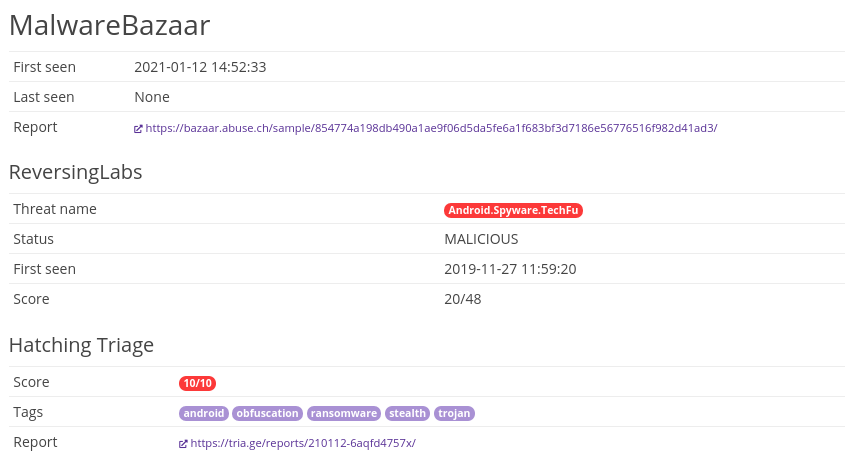 MalwareBazaar
First seen 2021-01-12 14:52:33
Last seen None
Report https://bazaar.abuse.ch/sample/854774a198db490a1ae9f06d5da5fe6a1f683bf3d7186e56776516f982d41ad3/
ReversingLabs
Threat name Android.Spyware.TechFu
Status MALICIOUS
First seen 2019-11-27 11:59:20
Score 20/48
Hatching Triage
Score 10/10
Tags android obfuscation ransomware stealth trojan
Report https://tria.ge/reports/210112-6aqfd4757x/